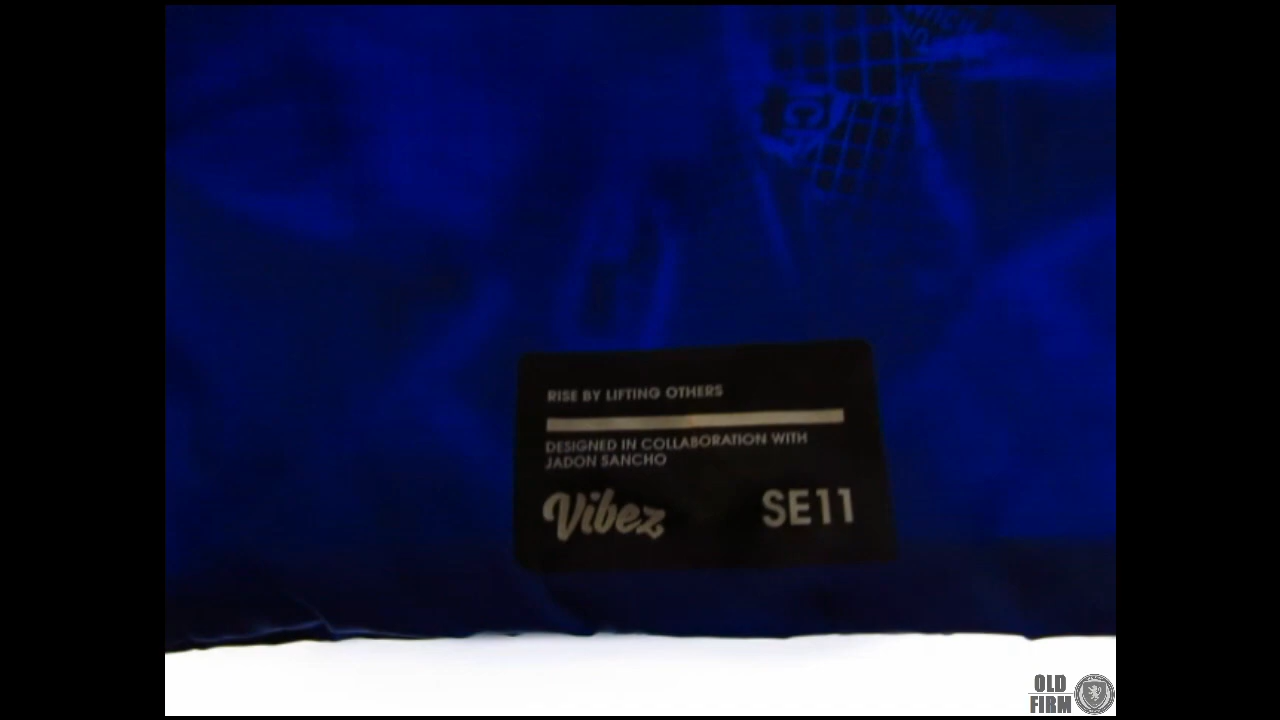 RISE BY LIFTING OTHERS
DESIGNED IN COLLABORATION WITH
JADON SANCHO
Vibez
SE11
OLD
FIRM